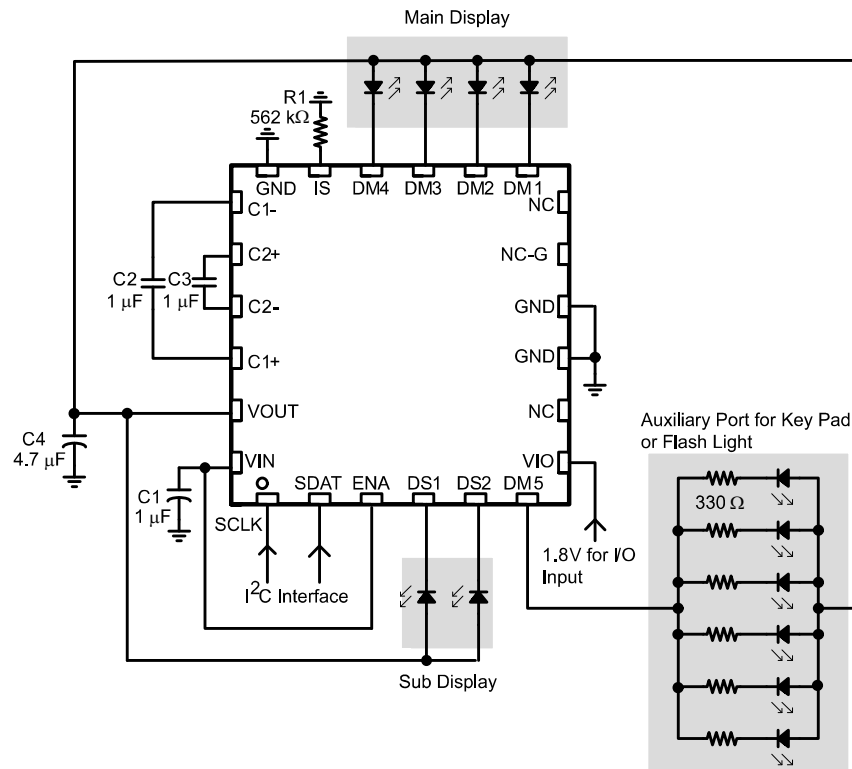 Main Display
R1
562 kΩ
GND
IS
DM4
DM3
DM2
DM1
C1-
NC
C2+
NC-G
C2
1 μF
C3
1 μF
C2-
GND
C1+
GND
VOUT
NC
C4
4.7 μF
VIN
VIO
C1
1 μF
SCLK
SDAT
ENA
DS1
DS2
DM5
Auxiliary Port for Key Pad
or Flash Light
330 Ω
1.8V for I/O
Input
I²C Interface
Sub Display